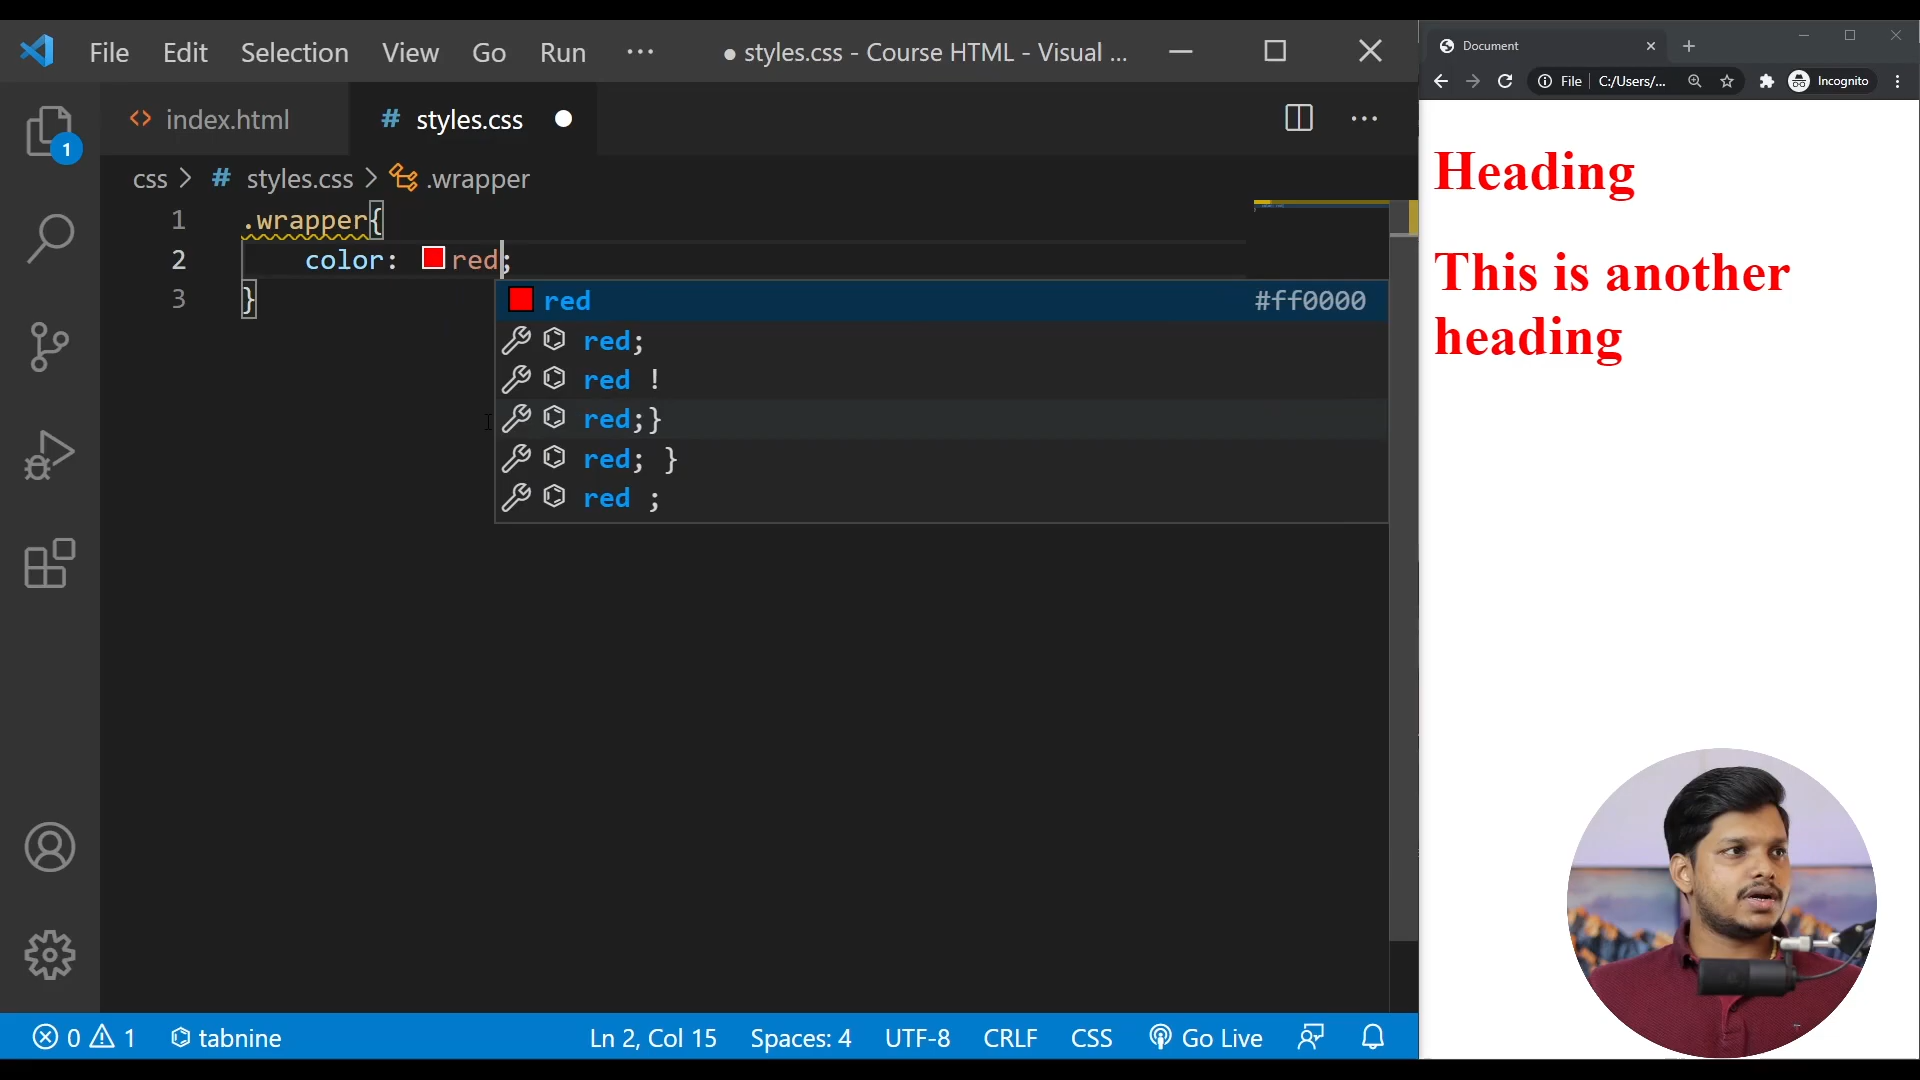 File Edit Selection View Go Run ··· ● styles.css - Course HTML - Visual ...
index.html # styles.css ●
css > # styles.css > .wrapper
1 .wrapper{
2 color: red;
3 }
red #ff0000
red;
red !
red;}
red; }
red ;
1
0 1 tabnine Ln 2, Col 15 Spaces: 4 UTF-8 CRLF CSS Go Live
Document
File C:/Users/... Incognito
Heading
This is another
heading